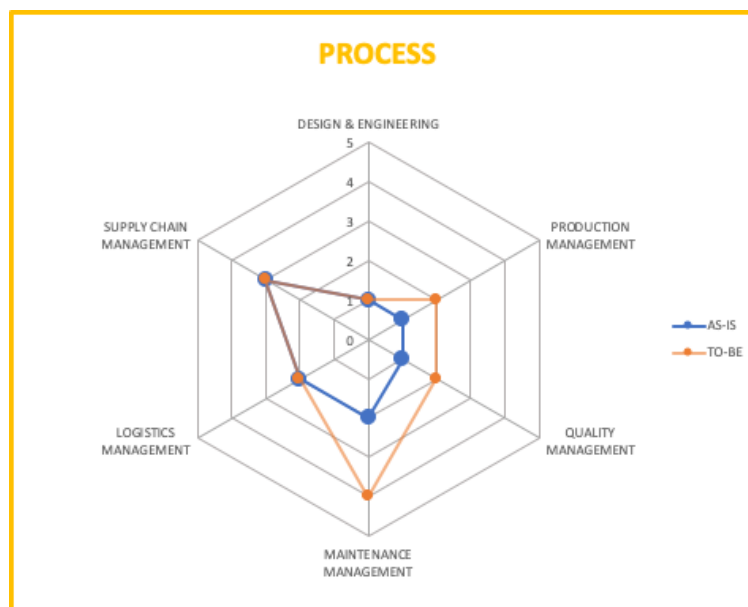 PROCESS
DESIGN & ENGINEERING
5
4
3
2
1
0
SUPPLY CHAIN
MANAGEMENT
PRODUCTION
MANAGEMENT
AS-IS
TO-BE
LOGISTICS
MANAGEMENT
QUALITY
MANAGEMENT
MAINTENANCE
MANAGEMENT